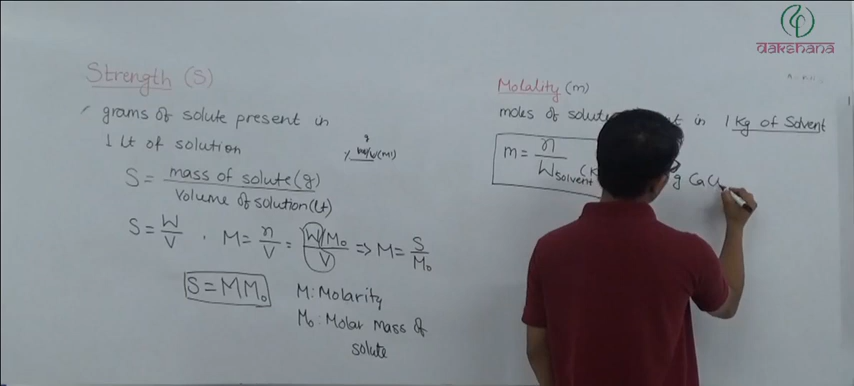 dakshana
Strength (S)
grams of solute present in
1 Lt of solution
S = mass of solute (g) / Volume of solution (Lt)
S = W/V . M = n/V = W/M₀/V ⇒ M = S/M₀
S = MM₀
M : Molarity
M₀ : Molar Mass of
solute
Molality (m)
moles of solute in 1 Kg of Solvent
m = n / W solvent (K
g CaCl